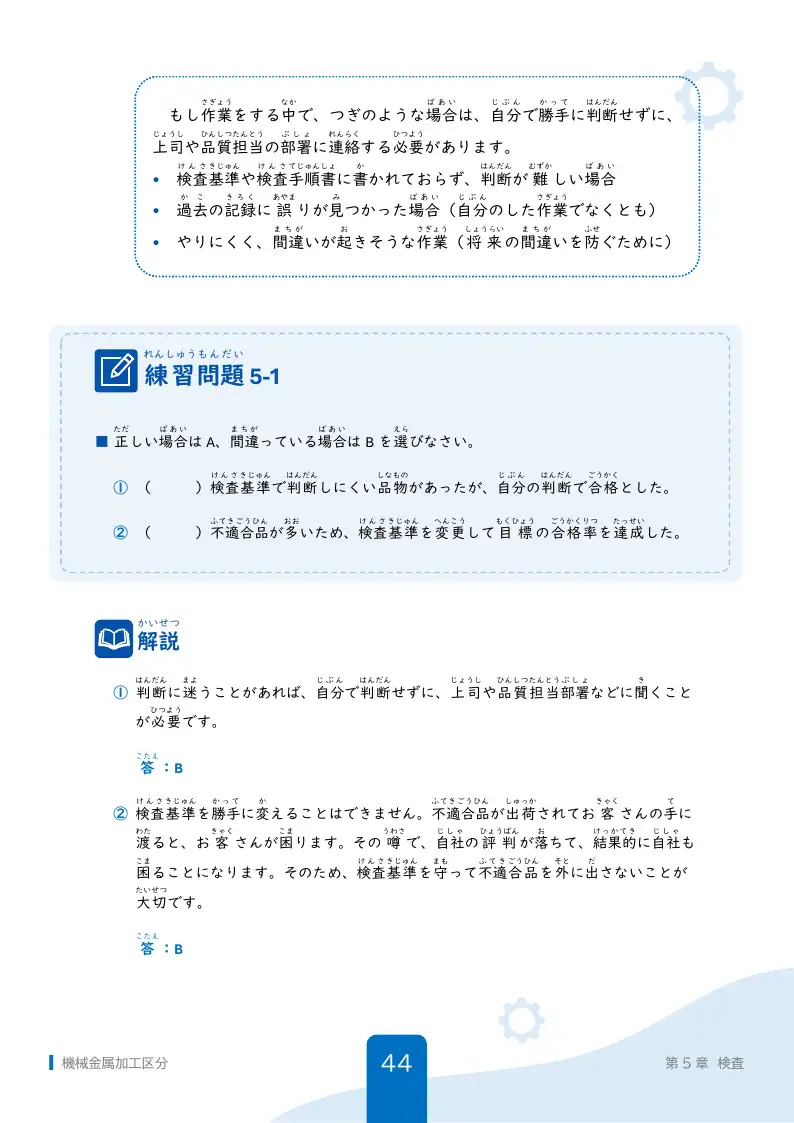 もし作業をする中で、つぎのような場合は、自分で勝手に判断せずに、
上司や品質担当の部署に連絡する必要があります。
• 検査基準や検査手順書に書かれておらず、判断が難しい場合
• 過去の記録に誤りが見つかった場合（自分のした作業でなくとも）
• やりにくく、間違いが起きそうな作業（将来の間違いを防ぐために）
れんしゅうもんだい
練習問題 5-1
■ 正しい場合は A、間違っている場合は B を選びなさい。
① （　　）検査基準で判断しにくい品物があったが、自分の判断で合格とした。
② （　　）不適合品が多いため、検査基準を変更して目標の合格率を達成した。
かいせつ
解説
① 判断に迷うことがあれば、自分で判断せずに、上司や品質担当部署などに聞くこと
が必要です。
答：B
② 検査基準を勝手に変えることはできません。不適合品が出荷されてお客さんの手に
渡ると、お客さんが困ります。その噂で、自社の評判が落ちて、結果的に自社も
困ることになります。そのため、検査基準を守って不適合品を外に出さないことが
大切です。
答：B
機械金属加工区分
44
第 5 章 検査